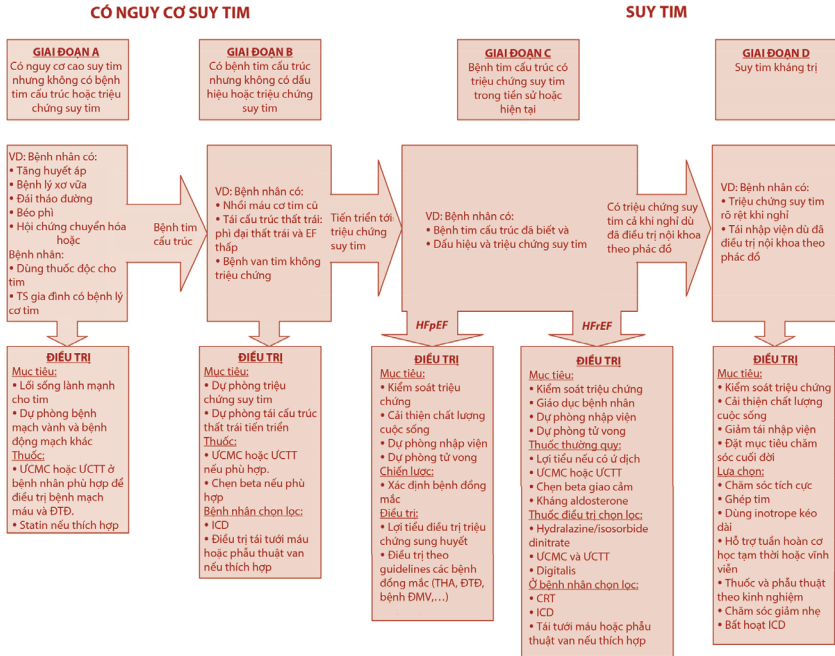 CÓ NGUY CƠ SUY TIM
SUY TIM
GIAI ĐOẠN A
Có nguy cơ cao suy tim
nhưng không có bệnh
tim cấu trúc hoặc triệu
chứng suy tim
GIAI ĐOẠN B
Có bệnh tim cấu trúc
nhưng không có dấu
hiệu hoặc triệu chứng
suy tim
GIAI ĐOẠN C
Bệnh tim cấu trúc có
triệu chứng suy tim
trong tiền sử hoặc
hiện tại
GIAI ĐOẠN D
Suy tim kháng trị
VD: Bệnh nhân có:
• Tăng huyết áp
• Bệnh lý xơ vữa
• Đái tháo đường
• Béo phì
• Hội chứng chuyển hóa
hoặc
Bệnh nhân:
• Dùng thuốc độc cho
tim
• TS gia đình có bệnh lý
cơ tim
Bệnh tim
cấu trúc
VD: Bệnh nhân có:
• Nhồi máu cơ tim cũ
• Tái cấu trúc thất trái:
phì đại thất trái và EF
thấp
• Bệnh van tim không
triệu chứng
Tiến triển tới
triệu chứng
suy tim
VD: Bệnh nhân có:
• Bệnh tim cấu trúc đã biết và
• Dấu hiệu và triệu chứng suy tim
Có triệu chứng suy
tim cả khi nghỉ dù
đã điều trị nội khoa
theo phác đồ
VD: Bệnh nhân có:
• Triệu chứng suy tim
rõ rệt khi nghỉ
• Tái nhập viện dù đã
điều trị nội khoa theo
phác đồ
HFpEF
HFrEF
ĐIỀU TRỊ
Mục tiêu:
• Lối sống lành mạnh
cho tim
• Dự phòng bệnh
mạch vành và bệnh
động mạch khác
Thuốc:
• ƯCMC hoặc ƯCTT ở
bệnh nhân phù hợp để
điều trị bệnh mạch
máu và ĐTĐ.
• Statin nếu thích hợp
ĐIỀU TRỊ
Mục tiêu:
• Dự phòng triệu
chứng suy tim
• Dự phòng tái cấu trúc
thất trái tiến triển
Thuốc:
• ƯCMC hoặc ƯCTT
nếu phù hợp.
• Chẹn beta nếu phù
hợp
Bệnh nhân chọn lọc:
• ICD
• Điều trị tái tưới máu
hoặc phẫu thuật van
nếu thích hợp
ĐIỀU TRỊ
Mục tiêu:
• Kiểm soát triệu
chứng
• Cải thiện chất lượng
cuộc sống
• Dự phòng nhập viện
• Dự phòng tử vong
Chiến lược:
• Xác định bệnh đồng
mắc
Điều trị:
• Lợi tiểu điều trị triệu
chứng sung huyết
• Điều trị theo
guidelines các bệnh
đồng mắc (THA, ĐTĐ,
bệnh ĐMV,...)
ĐIỀU TRỊ
Mục tiêu:
• Kiểm soát triệu chứng
• Giáo dục bệnh nhân
• Dự phòng nhập viện
• Dự phòng tử vong
Thuốc thường quy:
• Lợi tiểu nếu có ứ dịch
• ƯCMC hoặc ƯCTT
• Chẹn beta giao cảm
• Kháng aldosterone
Thuốc điều trị chọn lọc:
• Hydralazine/isosorbide
dinitrate
• ƯCMC và ƯCTT
• Digitalis
Ở bệnh nhân chọn lọc:
• CRT
• ICD
• Tái tưới máu hoặc phẫu
thuật van nếu thích hợp
ĐIỀU TRỊ
Mục tiêu:
• Kiểm soát triệu chứng
• Cải thiện chất lượng
cuộc sống
• Giảm tái nhập viện
• Đặt mục tiêu chăm
sóc cuối đời
Lựa chọn:
• Chăm sóc tích cực
• Ghép tim
• Dùng inotrope kéo
dài
• Hỗ trợ tuần hoàn cơ
học tạm thời hoặc vĩnh
viễn
• Thuốc và phẫu thuật
theo kinh nghiệm
• Chăm sóc giảm nhẹ
• Bất hoạt ICD